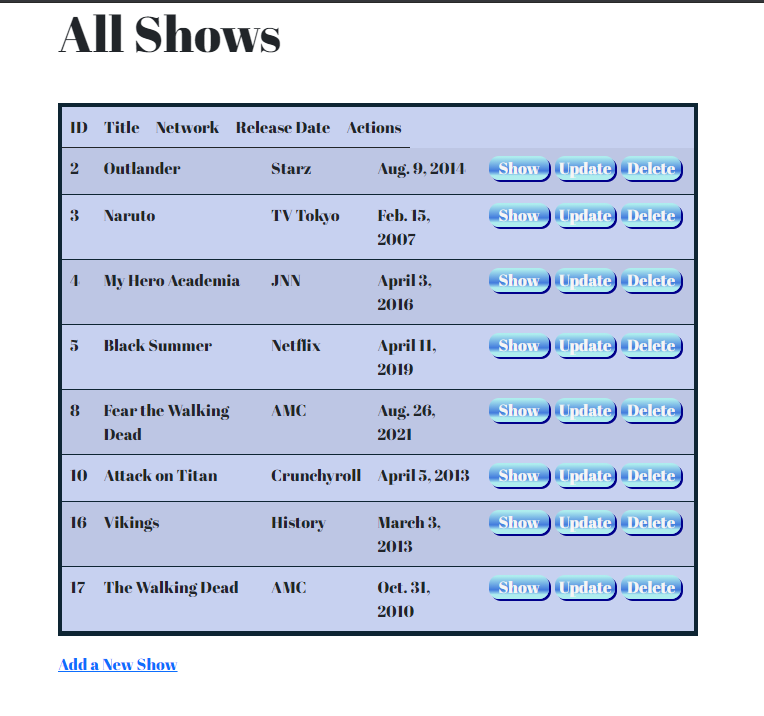 All Shows
ID Title Network Release Date Actions
2 Outlander Starz Aug. 9, 2014 Show Update Delete
3 Naruto TV Tokyo Feb. 15, Show Update Delete
2007
4 My Hero Academia JNN April 3, Show Update Delete
2016
5 Black Summer Netflix April 11, Show Update Delete
2019
8 Fear the Walking AMC Aug. 26, Show Update Delete
Dead 2021
10 Attack on Titan Crunchyroll April 5, 2013 Show Update Delete
16 Vikings History March 3, Show Update Delete
2013
17 The Walking Dead AMC Oct. 31, Show Update Delete
2010
Add a New Show